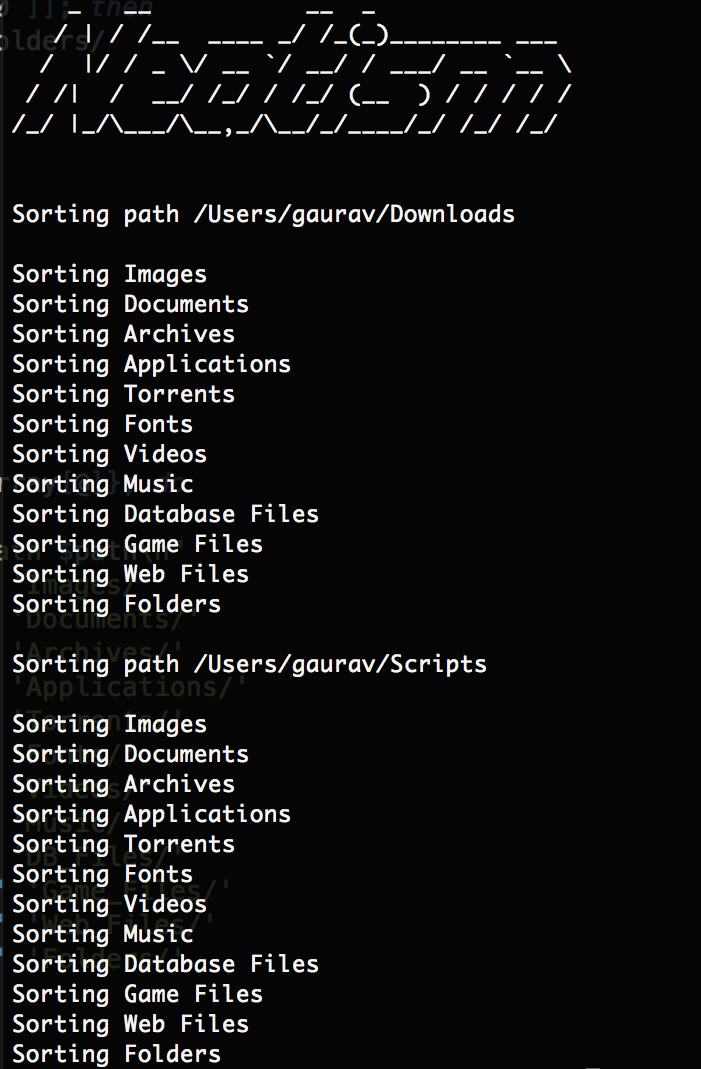 Neatism
Sorting path /Users/gaurav/Downloads
Sorting Images
Sorting Documents
Sorting Archives
Sorting Applications
Sorting Torrents
Sorting Fonts
Sorting Videos
Sorting Music
Sorting Database Files
Sorting Game Files
Sorting Web Files
Sorting Folders
Sorting path /Users/gaurav/Scripts
Sorting Images
Sorting Documents
Sorting Archives
Sorting Applications
Sorting Torrents
Sorting Fonts
Sorting Videos
Sorting Music
Sorting Database Files
Sorting Game Files
Sorting Web Files
Sorting Folders